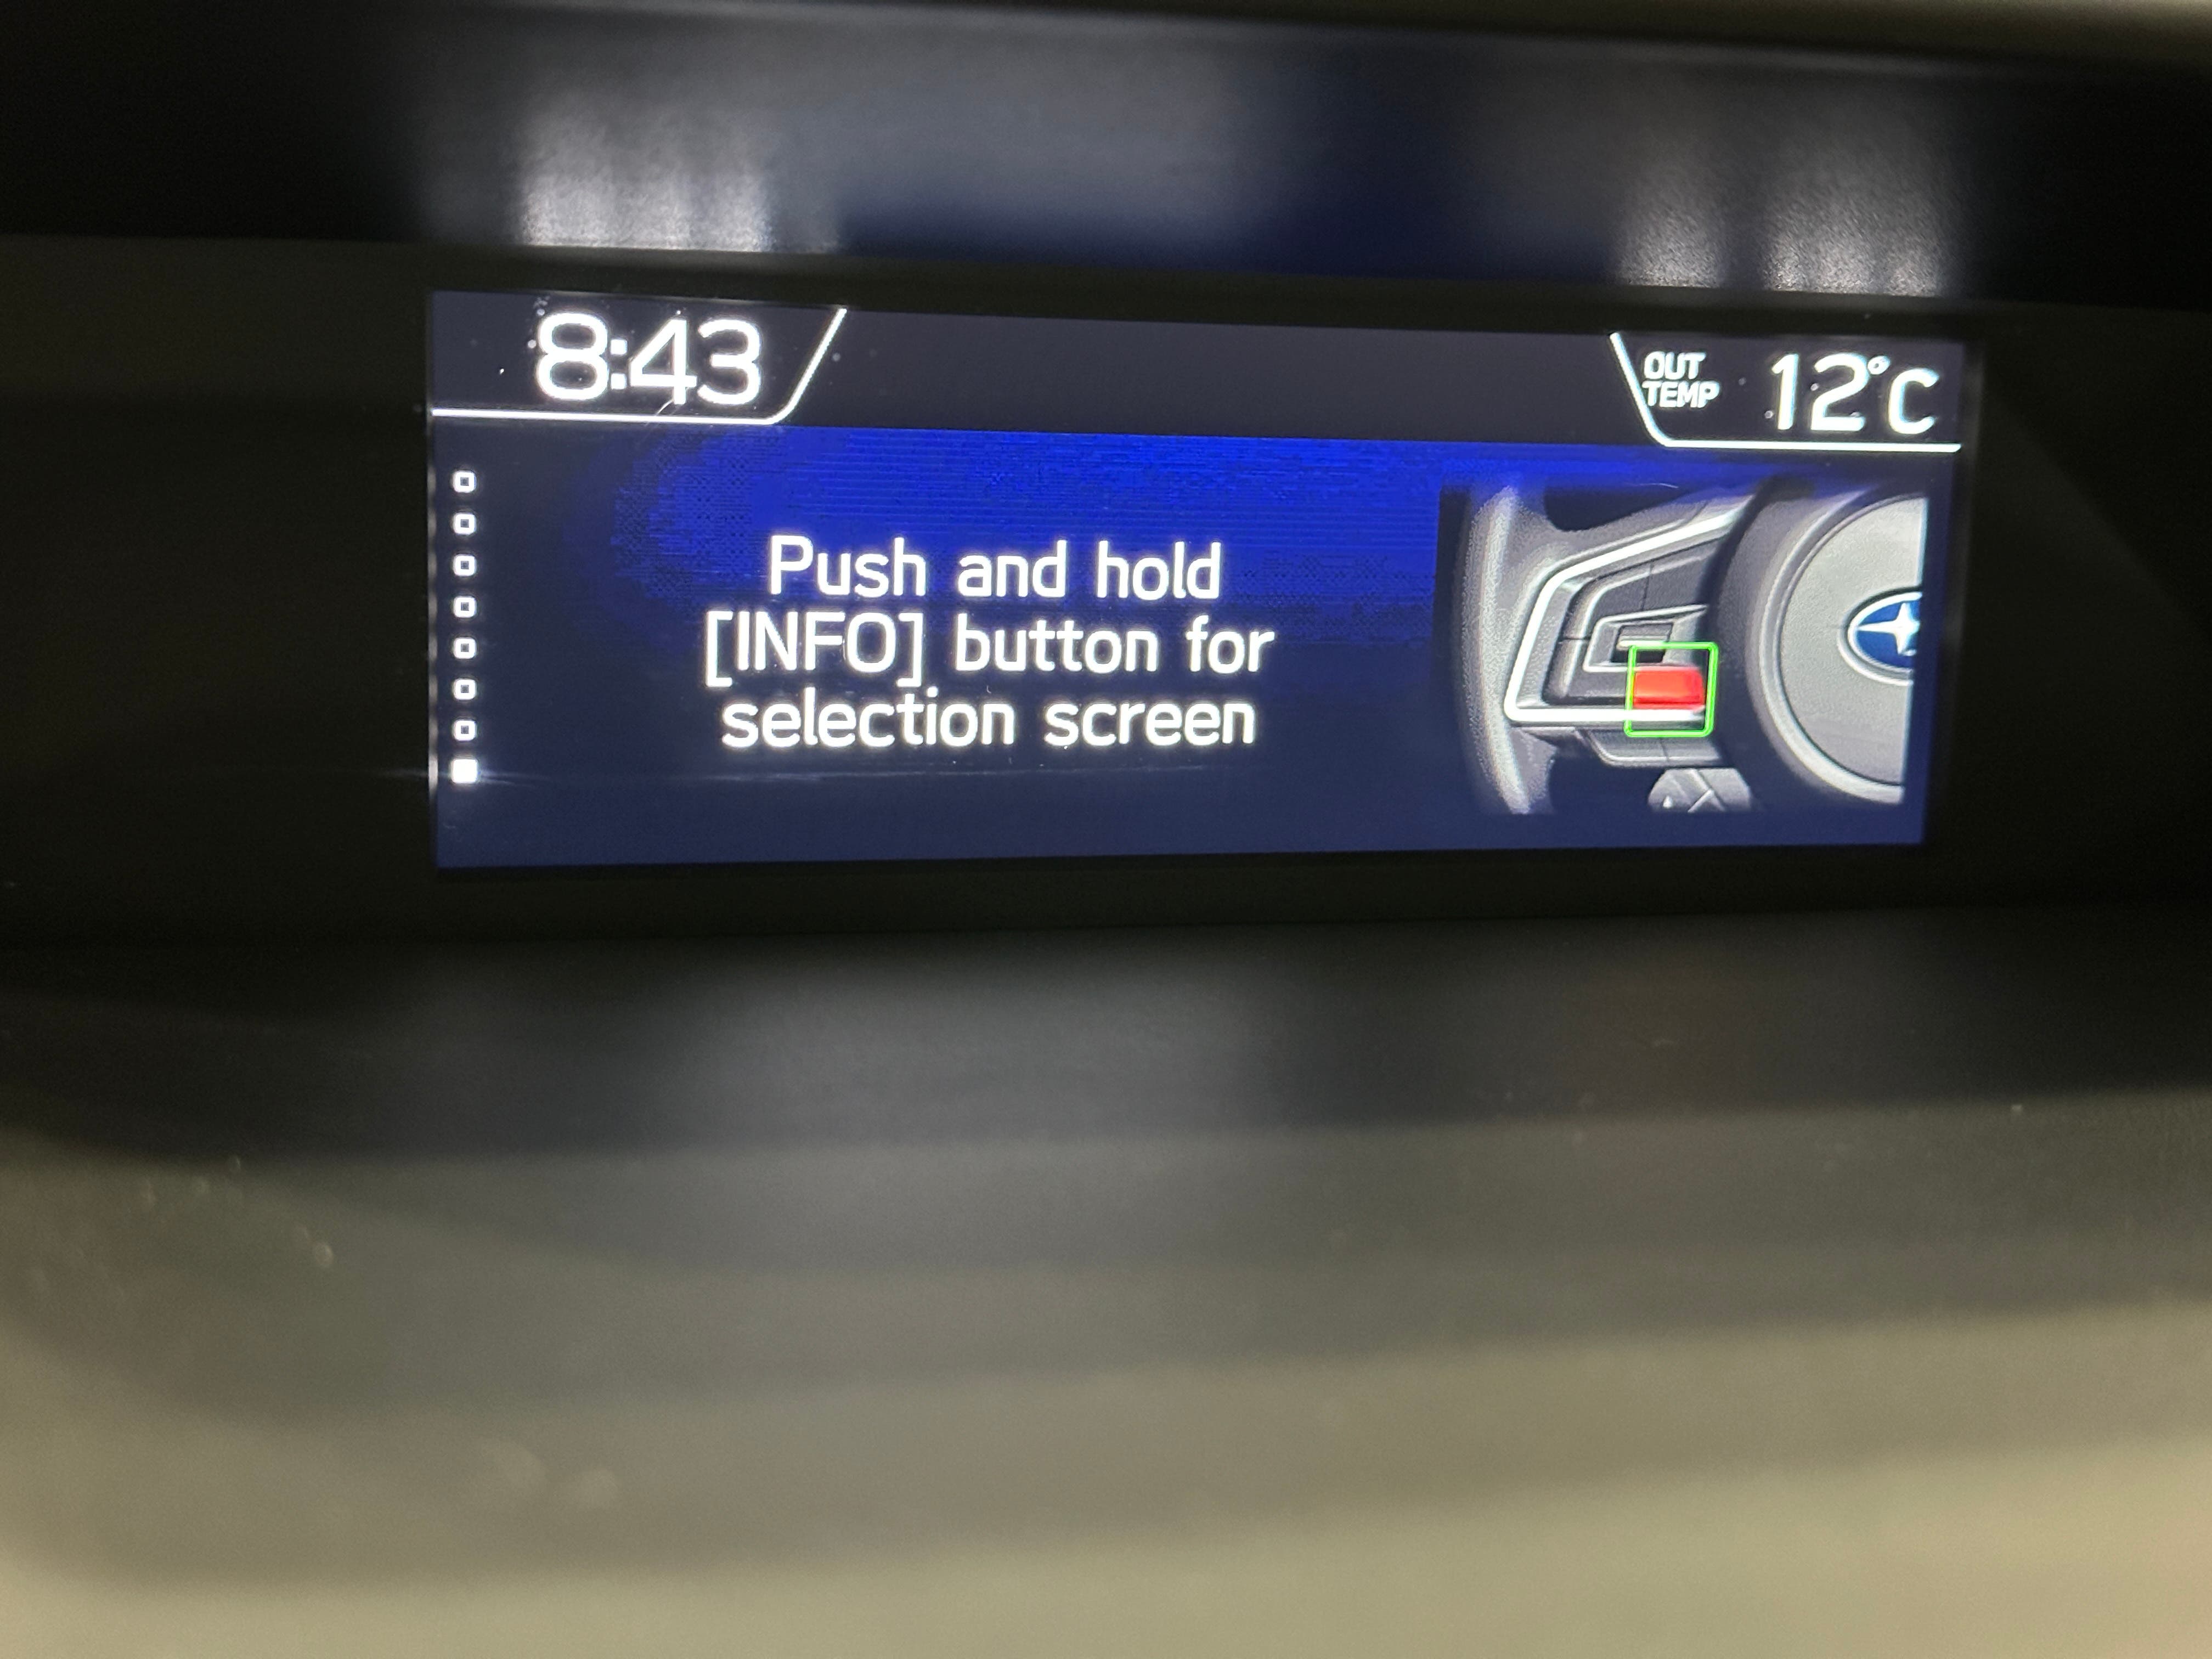 8:43
OUT
TEMP
12°C
Push and hold
[INFO] button for
selection screen